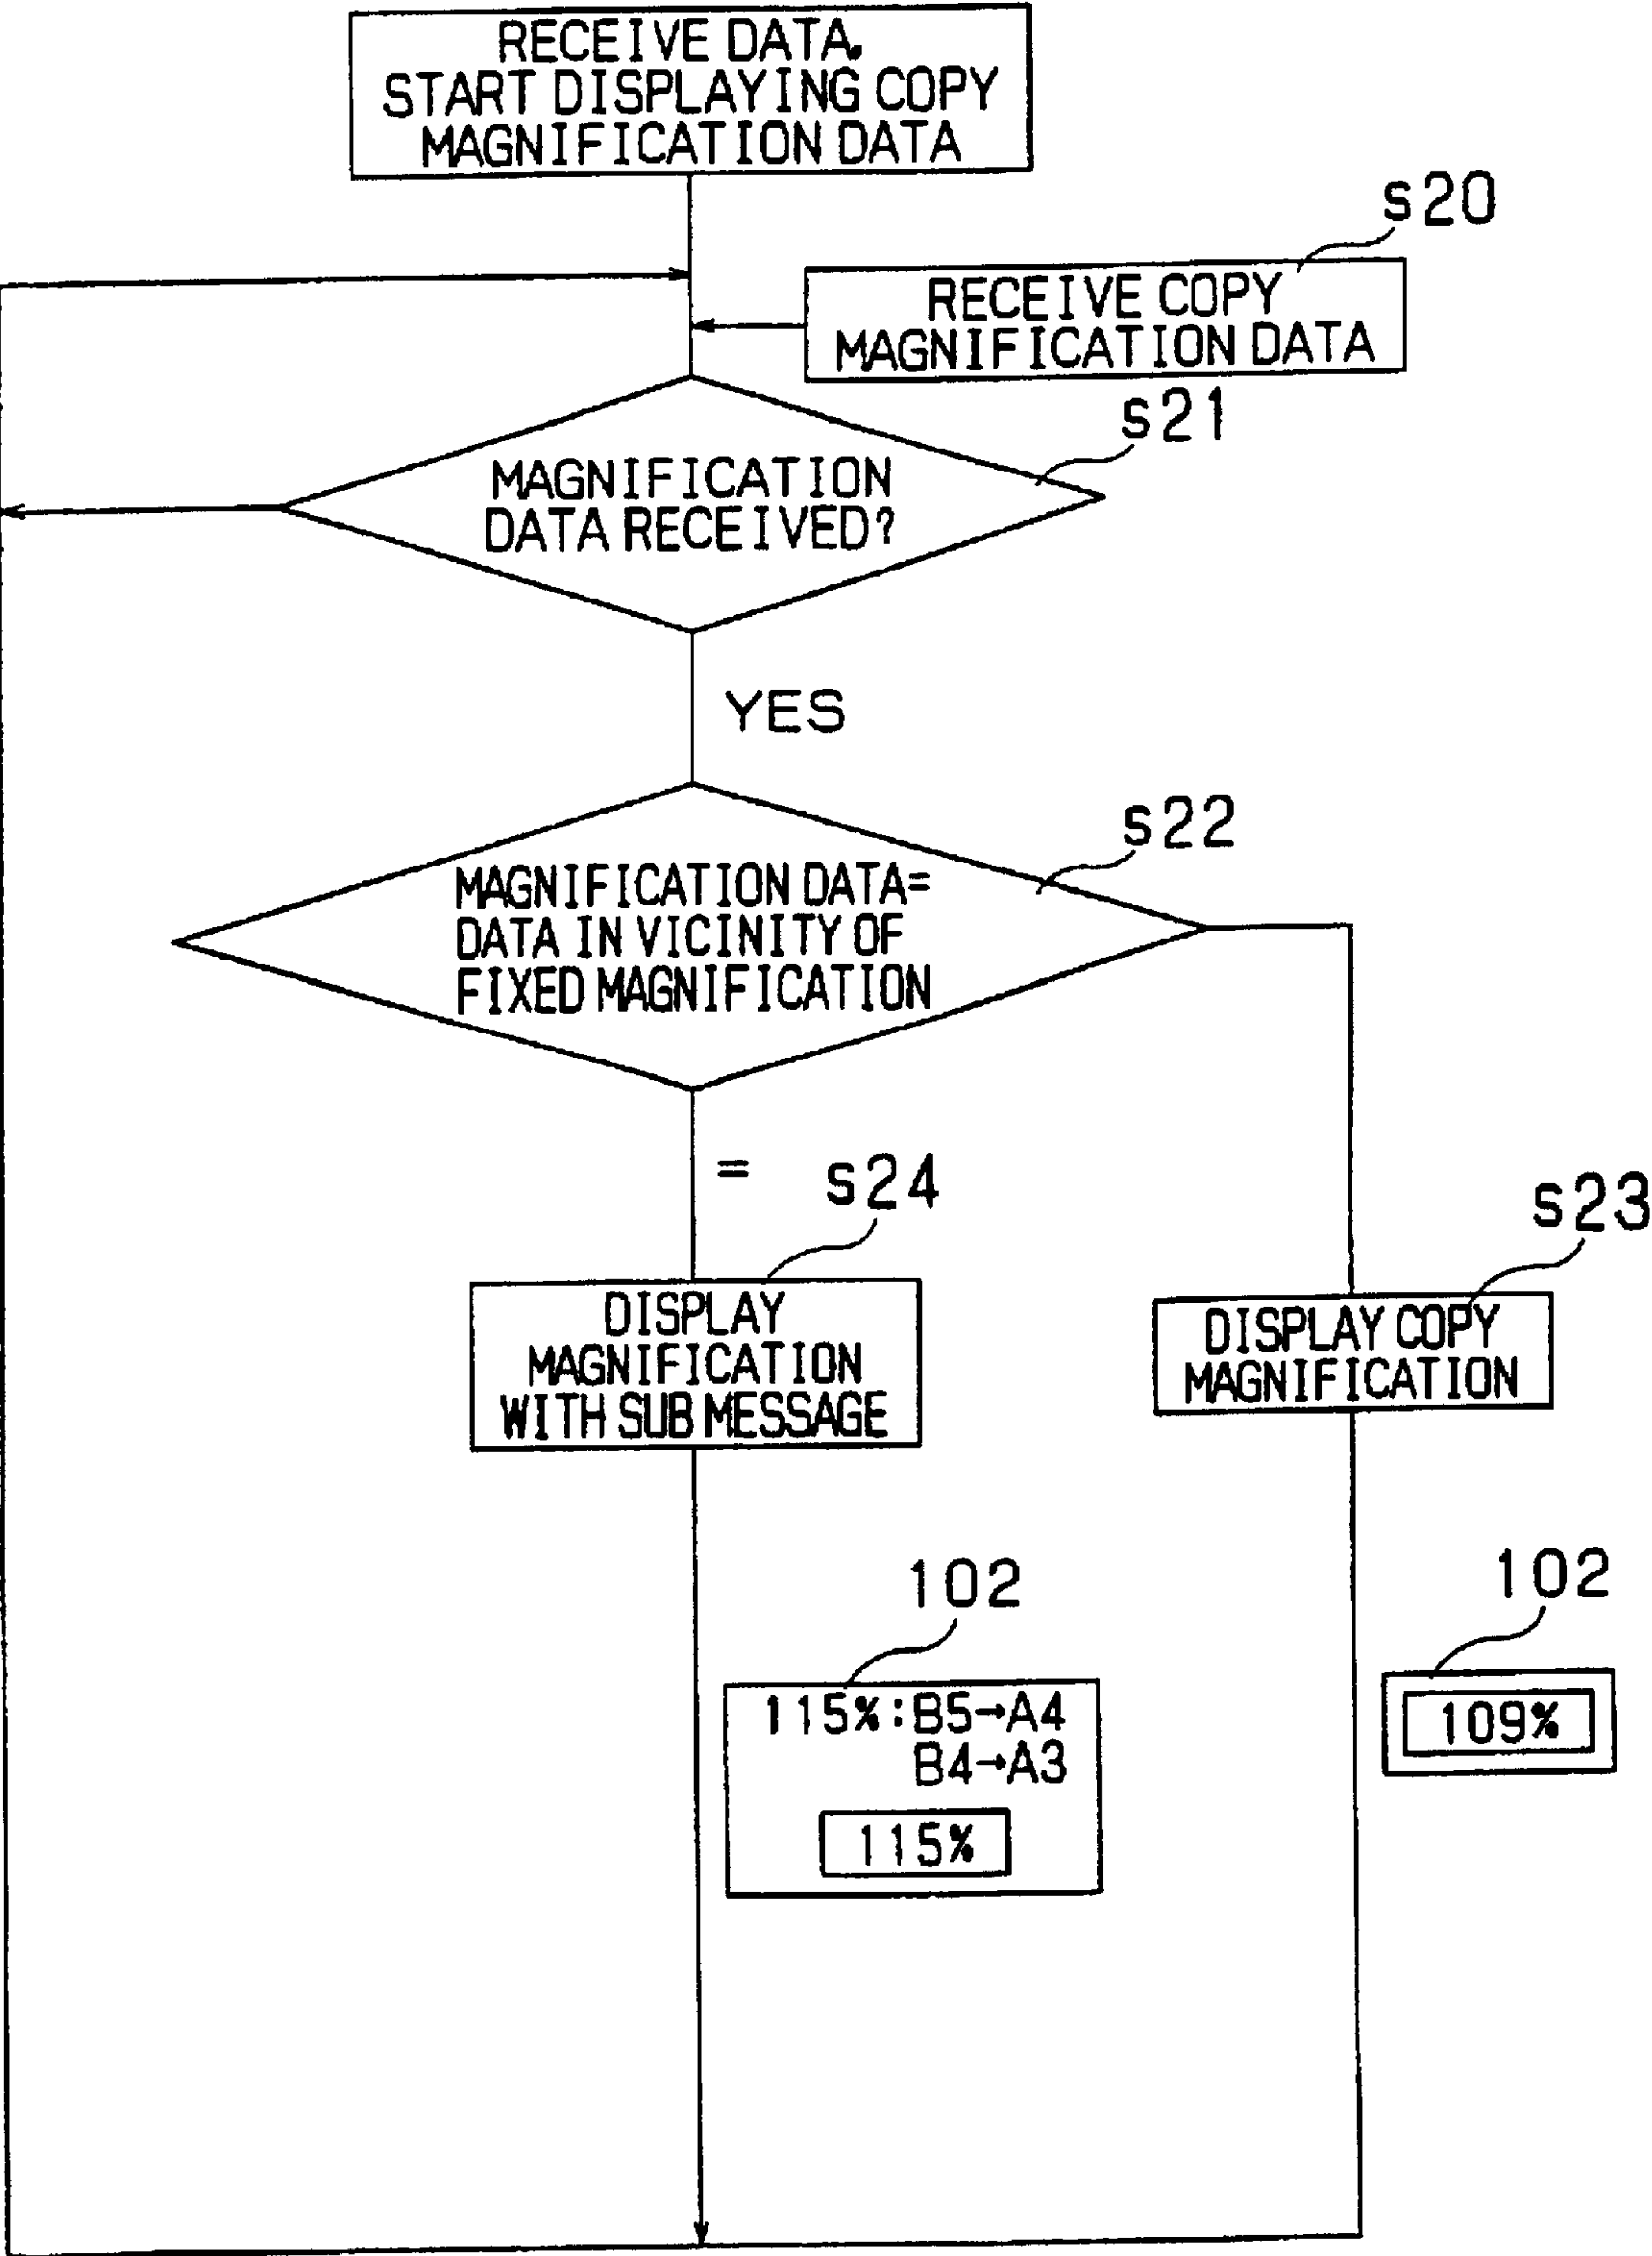 RECEIVE DATA.
START DISPLAYING COPY
MAGNIFICATION DATA
s20
RECEIVE COPY
MAGNIFICATION DATA
s21
MAGNIFICATION
DATA RECEIVED?
YES
s22
MAGNIFICATION DATA=
DATA IN VICINITY OF
FIXED MAGNIFICATION
=
s24
s23
DISPLAY
MAGNIFICATION
WITH SUB MESSAGE
DISPLAY COPY
MAGNIFICATION
102
102
115%:B5→A4
B4→A3
115%
109%